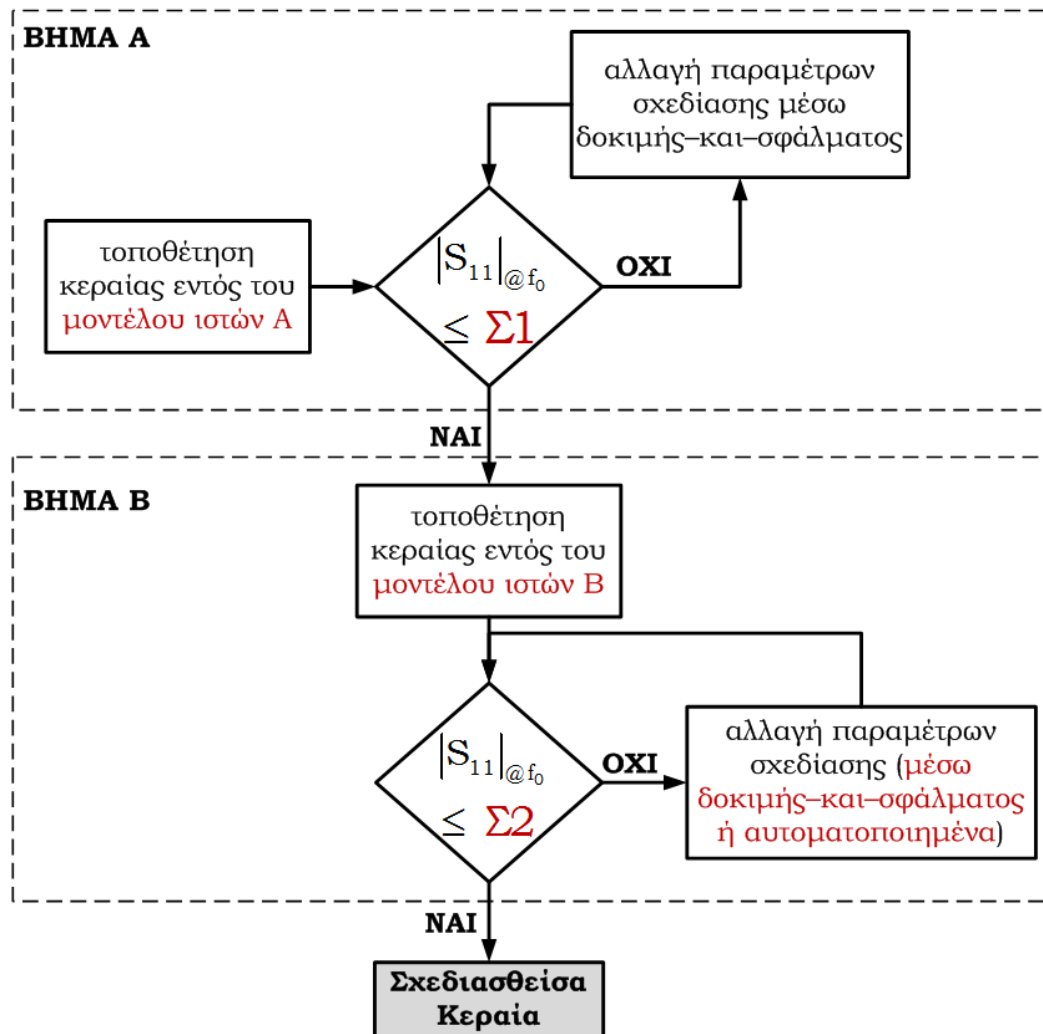 ΒΗΜΑ Α
αλλαγή παραμέτρων
σχεδίασης μέσω
δοκιμής–και–σφάλματος
τοποθέτηση
κεραίας εντός του
μοντέλου ιστών Α
|S₁₁|@f₀
≤ Σ1
ΟΧΙ
ΝΑΙ
ΒΗΜΑ Β
τοποθέτηση
κεραίας εντός του
μοντέλου ιστών Β
|S₁₁|@f₀
≤ Σ2
ΟΧΙ
αλλαγή παραμέτρων
σχεδίασης (μέσω
δοκιμής–και–σφάλματος
ή αυτοματοποιημένα)
ΝΑΙ
Σχεδιασθείσα
Κεραία